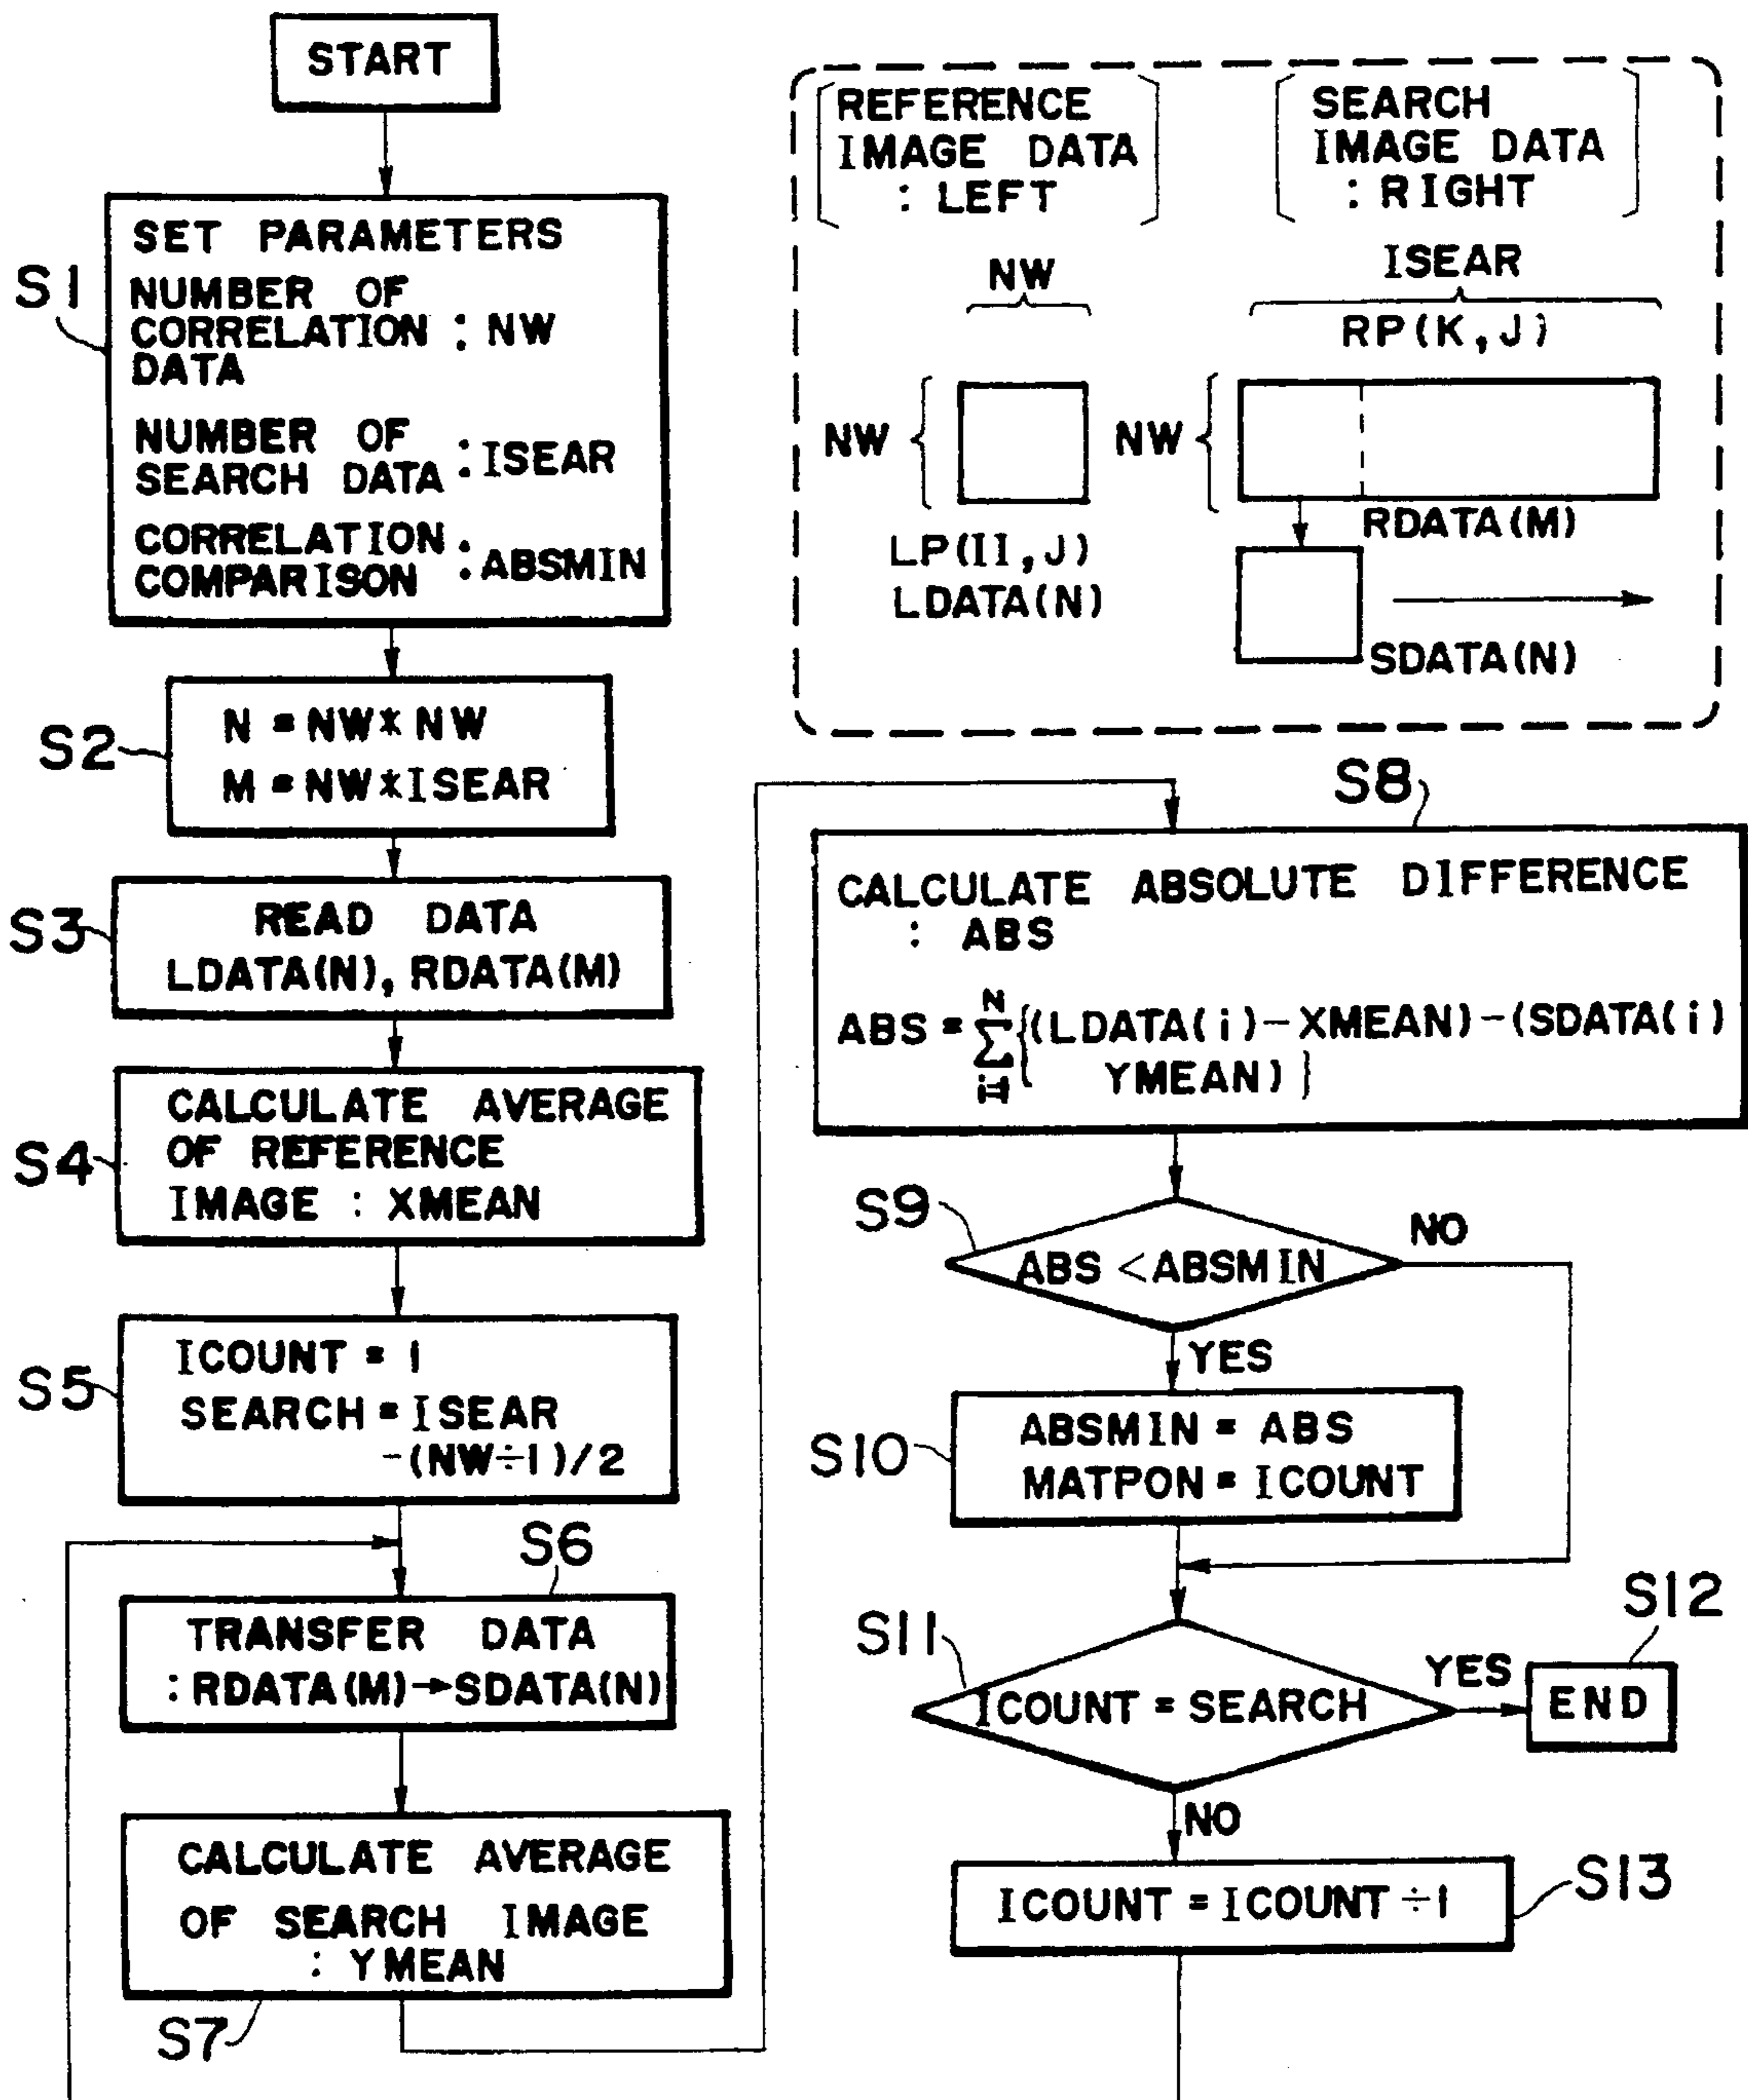 START
S1
SET PARAMETERS
NUMBER OF
CORRELATION : NW
DATA
NUMBER OF
SEARCH DATA : ISEAR
CORRELATION
COMPARISON : ABSMIN
S2
N = NW * NW
M = NW * ISEAR
S3
READ DATA
LDATA(N), RDATA(M)
S4
CALCULATE AVERAGE
OF REFERENCE
IMAGE : XMEAN
S5
ICOUNT = 1
SEARCH = ISEAR
-(NW÷1)/2
S6
TRANSFER DATA
: RDATA(M)→SDATA(N)
CALCULATE AVERAGE
OF SEARCH IMAGE
: YMEAN
S7
REFERENCE
IMAGE DATA
: LEFT
SEARCH
IMAGE DATA
: RIGHT
NW
ISEAR
RP(K,J)
NW
NW
RDATA(M)
LP(II,J)
LDATA(N)
SDATA(N)
S8
CALCULATE ABSOLUTE DIFFERENCE
: ABS
ABS = Σ{(LDATA(i)-XMEAN)-(SDATA(i)
N
i=1
YMEAN)}
S9
ABS < ABSMIN
NO
YES
S10
ABSMIN = ABS
MATPON = ICOUNT
S11
ICOUNT = SEARCH
YES
S12
END
NO
ICOUNT = ICOUNT ÷1
S13